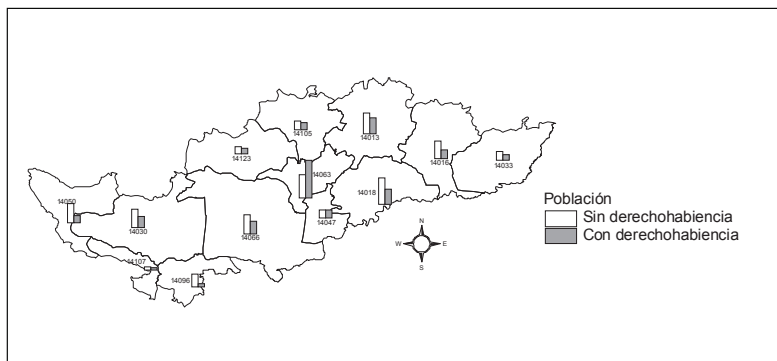 14105
14013
14123
14016
14033
14063
14018
14050
14030
14066
14047
14107
14096
Población
Sin derechohabiencia
Con derechohabiencia
N
W E
S